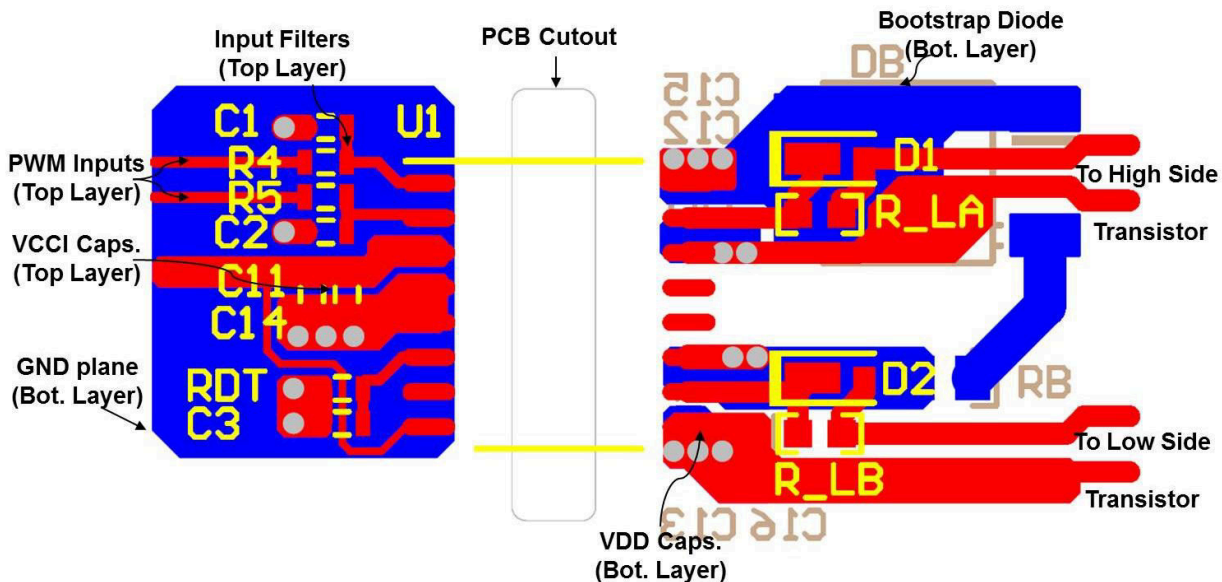 Input Filters
(Top Layer)
PCB Cutout
Bootstrap Diode
(Bot. Layer)
DB
C15
C12
C1
U1
PWM Inputs
(Top Layer)
R4
R5
C2
D1
R_LA
To High Side
Transistor
VCCI Caps.
(Top Layer)
C11
C14
GND plane
(Bot. Layer)
RDT
C3
D2
RB
R_LB
To Low Side
Transistor
C13
C16
VDD Caps.
(Bot. Layer)